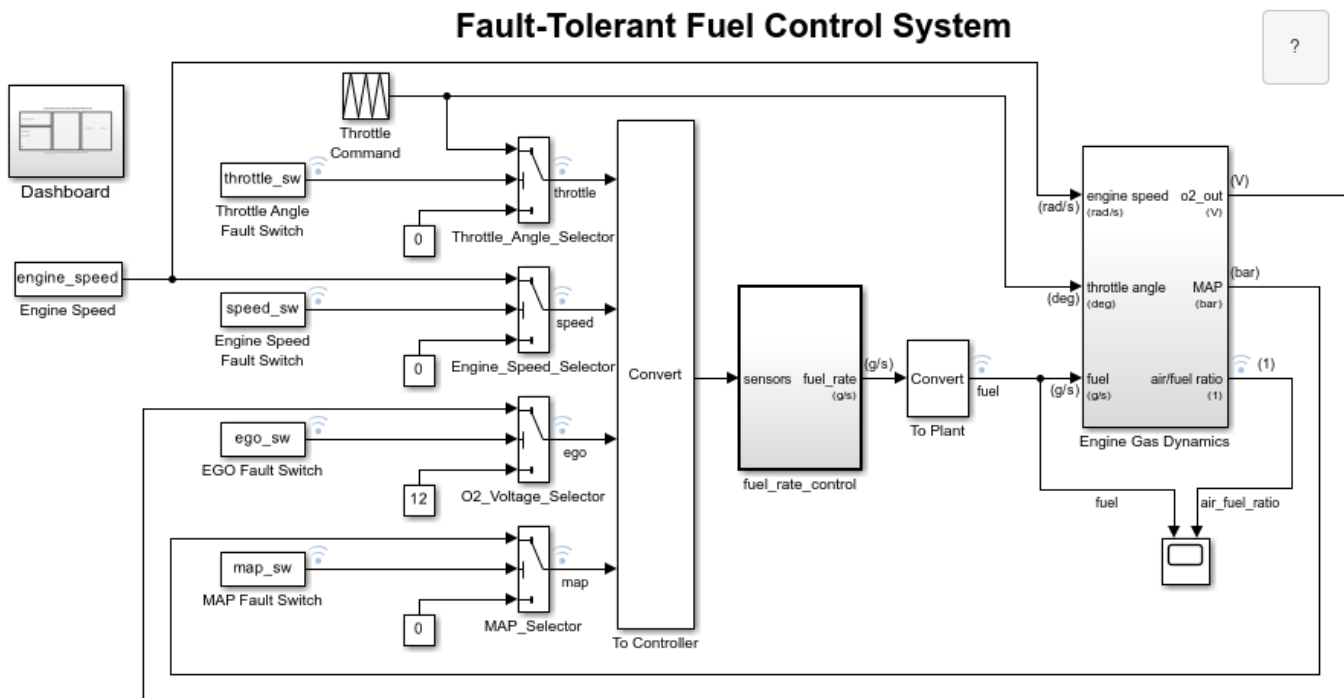 Fault-Tolerant Fuel Control System
?
Dashboard
Throttle
Command
throttle_sw
Throttle Angle
Fault Switch
0
throttle
Throttle_Angle_Selector
engine_speed
Engine Speed
speed_sw
Engine Speed
Fault Switch
0
speed
Engine_Speed_Selector
ego_sw
EGO Fault Switch
12
ego
O2_Voltage_Selector
map_sw
MAP Fault Switch
0
map
MAP_Selector
Convert
To Controller
sensors
fuel_rate
(g/s)
fuel_rate_control
(g/s)
Convert
To Plant
fuel
(rad/s)
(deg)
(g/s)
engine speed
(rad/s)
throttle angle
(deg)
fuel
(g/s)
o2_out
(V)
MAP
(bar)
air/fuel ratio
(1)
Engine Gas Dynamics
(V)
(bar)
(1)
fuel
air_fuel_ratio